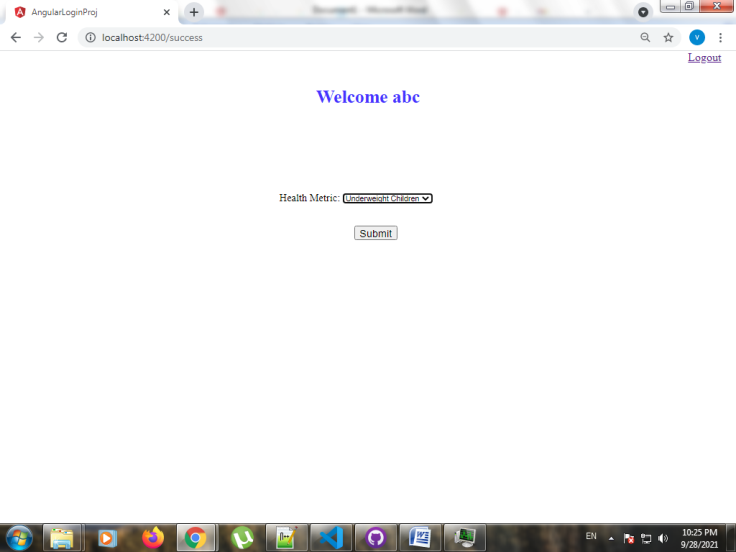 AngularLoginProj
localhost:4200/success
V
Logout
Welcome abc
Health Metric: Underweight Children
Submit
EN
10:25 PM
9/28/2021